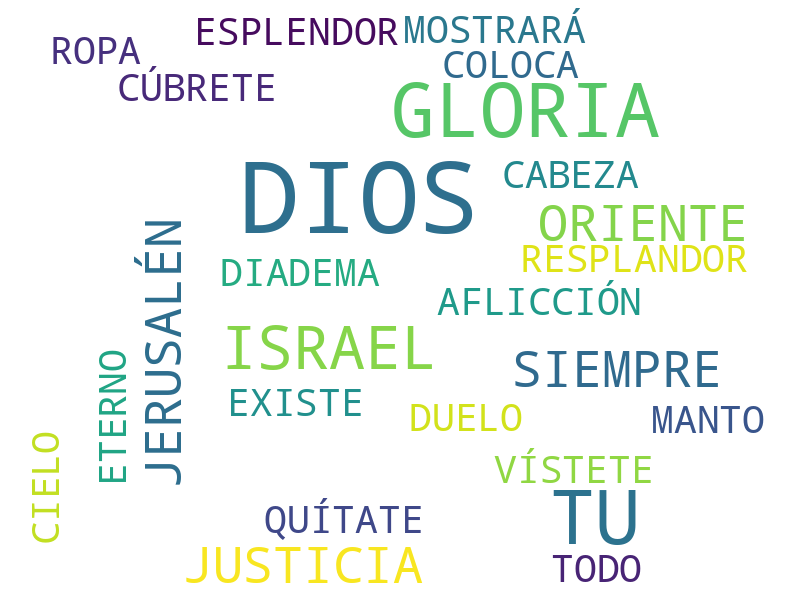 ESPLENDOR
MOSTRARÁ
ROPA
COLOCA
CÚBRETE
GLORIA
DIOS
CABEZA
ORIENTE
RESPLANDOR
DIADEMA
AFLICCIÓN
JERUSALÉN
ISRAEL
SIEMPRE
ETERNO
EXISTE
DUELO
MANTO
CIELO
VÍSTETE
QUÍTATE
TU
JUSTICIA
TODO